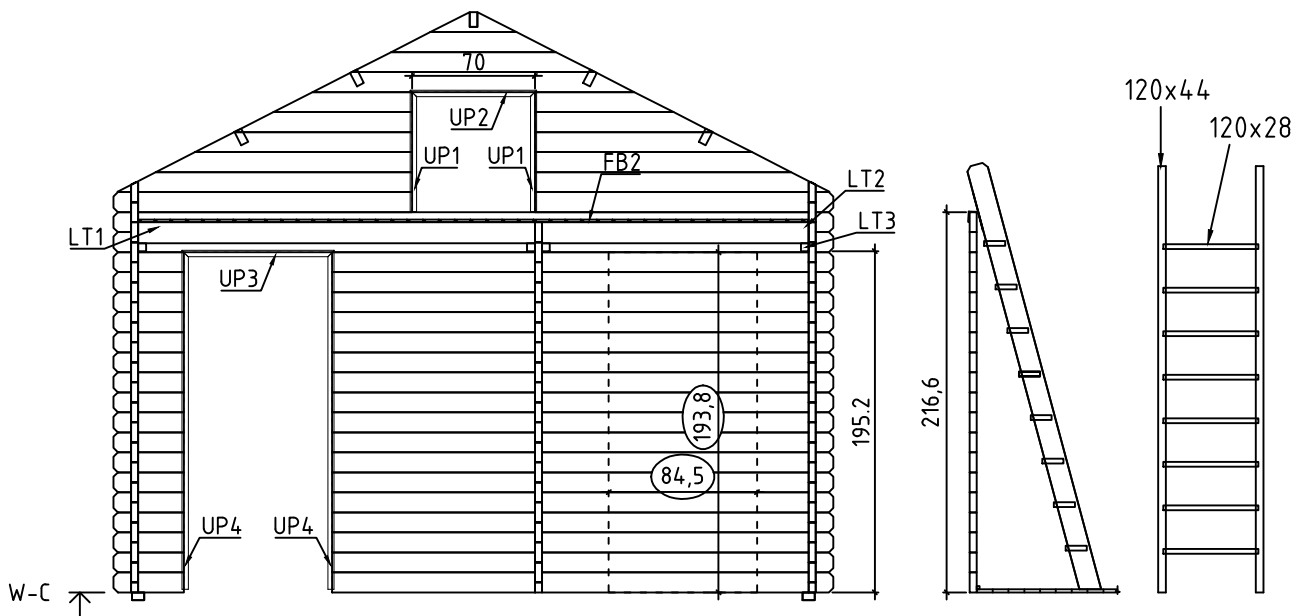 70
120x44
UP2
120x28
UP1
UP1
FB2
LT2
LT1
LT3
UP3
216,6
193,8
195.2
84,5
UP4
UP4
W-C